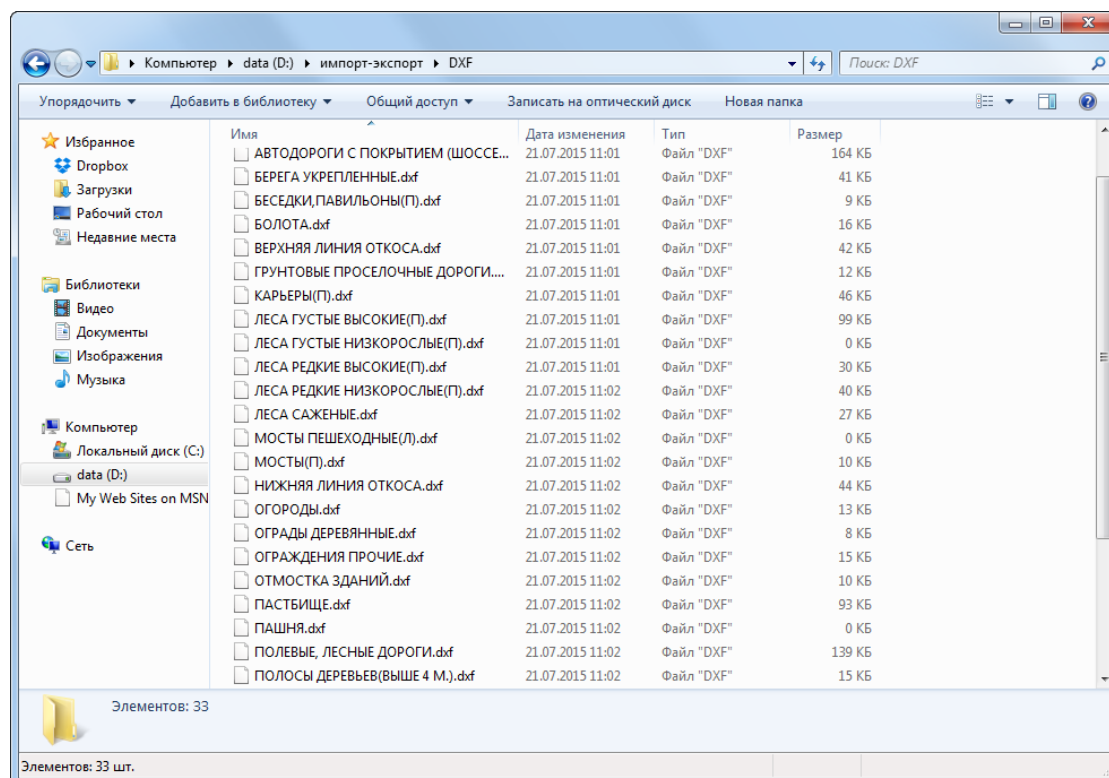 Компьютер ▸ data (D:) ▸ импорт-экспорт ▸ DXF
Поиск: DXF
Упорядочить Добавить в библиотеку Общий доступ Записать на оптический диск Новая папка
Избранное
Dropbox
Загрузки
Рабочий стол
Недавние места
Библиотеки
Видео
Документы
Изображения
Музыка
Компьютер
Локальный диск (C:)
data (D:)
My Web Sites on MSN
Сеть
Имя Дата изменения Тип Размер
АВТОДОРОГИ С ПОКРЫТИЕМ (ШОССЕ... 21.07.2015 11:01 Файл "DXF" 164 КБ
БЕРЕГА УКРЕПЛЕННЫЕ.dxf 21.07.2015 11:01 Файл "DXF" 41 КБ
БЕСЕДКИ,ПАВИЛЬОНЫ(П).dxf 21.07.2015 11:01 Файл "DXF" 9 КБ
БОЛОТА.dxf 21.07.2015 11:01 Файл "DXF" 16 КБ
ВЕРХНЯЯ ЛИНИЯ ОТКОСА.dxf 21.07.2015 11:01 Файл "DXF" 42 КБ
ГРУНТОВЫЕ ПРОСЕЛОЧНЫЕ ДОРОГИ.... 21.07.2015 11:01 Файл "DXF" 12 КБ
КАРЬЕРЫ(П).dxf 21.07.2015 11:01 Файл "DXF" 46 КБ
ЛЕСА ГУСТЫЕ ВЫСОКИЕ(П).dxf 21.07.2015 11:01 Файл "DXF" 99 КБ
ЛЕСА ГУСТЫЕ НИЗКОРОСЛЫЕ(П).dxf 21.07.2015 11:01 Файл "DXF" 0 КБ
ЛЕСА РЕДКИЕ ВЫСОКИЕ(П).dxf 21.07.2015 11:01 Файл "DXF" 30 КБ
ЛЕСА РЕДКИЕ НИЗКОРОСЛЫЕ(П).dxf 21.07.2015 11:02 Файл "DXF" 40 КБ
ЛЕСА САЖЕНЫЕ.dxf 21.07.2015 11:02 Файл "DXF" 27 КБ
МОСТЫ ПЕШЕХОДНЫЕ(Л).dxf 21.07.2015 11:02 Файл "DXF" 0 КБ
МОСТЫ(П).dxf 21.07.2015 11:02 Файл "DXF" 10 КБ
НИЖНЯЯ ЛИНИЯ ОТКОСА.dxf 21.07.2015 11:02 Файл "DXF" 44 КБ
ОГОРОДЫ.dxf 21.07.2015 11:02 Файл "DXF" 13 КБ
ОГРАДЫ ДЕРЕВЯННЫЕ.dxf 21.07.2015 11:02 Файл "DXF" 8 КБ
ОГРАЖДЕНИЯ ПРОЧИЕ.dxf 21.07.2015 11:02 Файл "DXF" 15 КБ
ОТМОСТКА ЗДАНИЙ.dxf 21.07.2015 11:02 Файл "DXF" 10 КБ
ПАСТБИЩЕ.dxf 21.07.2015 11:02 Файл "DXF" 93 КБ
ПАШНЯ.dxf 21.07.2015 11:02 Файл "DXF" 0 КБ
ПОЛЕВЫЕ, ЛЕСНЫЕ ДОРОГИ.dxf 21.07.2015 11:02 Файл "DXF" 139 КБ
ПОЛОСЫ ДЕРЕВЬЕВ(ВЫШЕ 4 М.).dxf 21.07.2015 11:02 Файл "DXF" 15 КБ
Элементов: 33
Элементов: 33 шт.